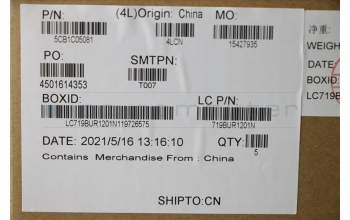 P/N: (4L)Origin: China MO:
5CB1C05081 4LCN 15427935
PO: SMTPN:
4501614353 T007
BOXID: LC P/N:
LC719BUR1201N119726575 719BUR1201N
DATE: 2021/5/16 13:16:10 QTY:
5
Contains Merchandise From : China
SHIPTO:CN
净重:
WEIGH
DATE
BOXID:
LC719B